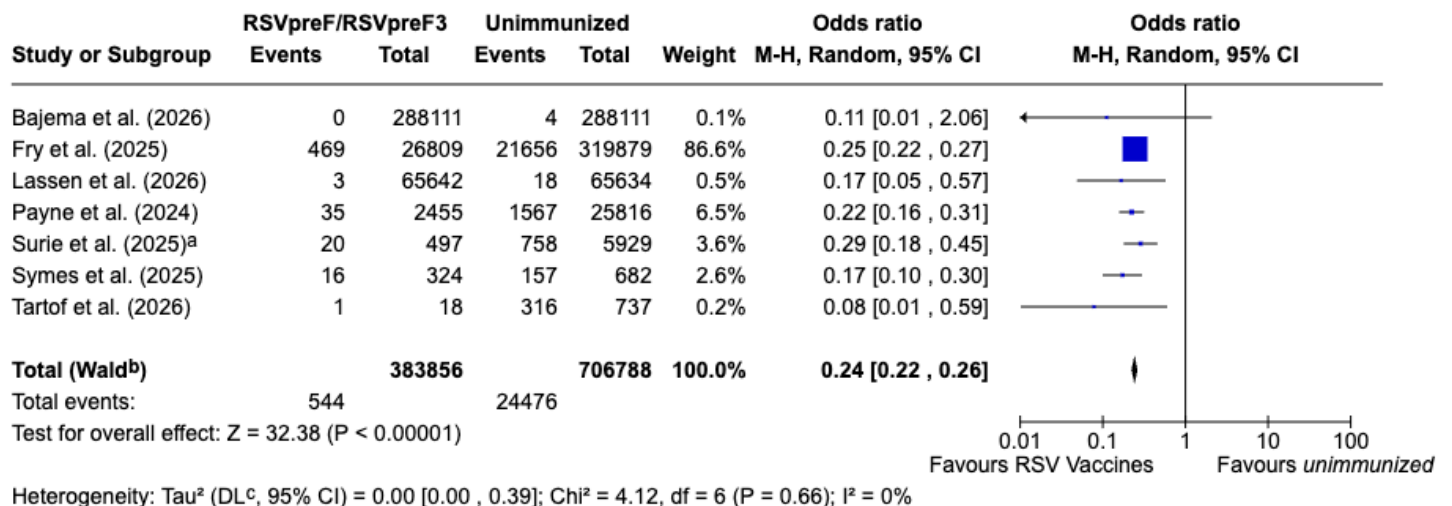 RSVpreF/RSVpreF3 Unimmunized Odds ratio Odds ratio
Study or Subgroup Events Total Events Total Weight M-H, Random, 95% CI M-H, Random, 95% CI
Bajema et al. (2026) 0 288111 4 288111 0.1% 0.11 [0.01 , 2.06]
Fry et al. (2025) 469 26809 21656 319879 86.6% 0.25 [0.22 , 0.27]
Lassen et al. (2026) 3 65642 18 65634 0.5% 0.17 [0.05 , 0.57]
Payne et al. (2024) 35 2455 1567 25816 6.5% 0.22 [0.16 , 0.31]
Surie et al. (2025)ᵃ 20 497 758 5929 3.6% 0.29 [0.18 , 0.45]
Symes et al. (2025) 16 324 157 682 2.6% 0.17 [0.10 , 0.30]
Tartof et al. (2026) 1 18 316 737 0.2% 0.08 [0.01 , 0.59]
Total (Waldᵇ) 383856 706788 100.0% 0.24 [0.22 , 0.26]
Total events: 544 24476
Test for overall effect: Z = 32.38 (P < 0.00001)
0.01 0.1 1 10 100
Favours RSV Vaccines Favours unimmunized
Heterogeneity: Tau² (DLᶜ, 95% CI) = 0.00 [0.00 , 0.39]; Chi² = 4.12, df = 6 (P = 0.66); I² = 0%